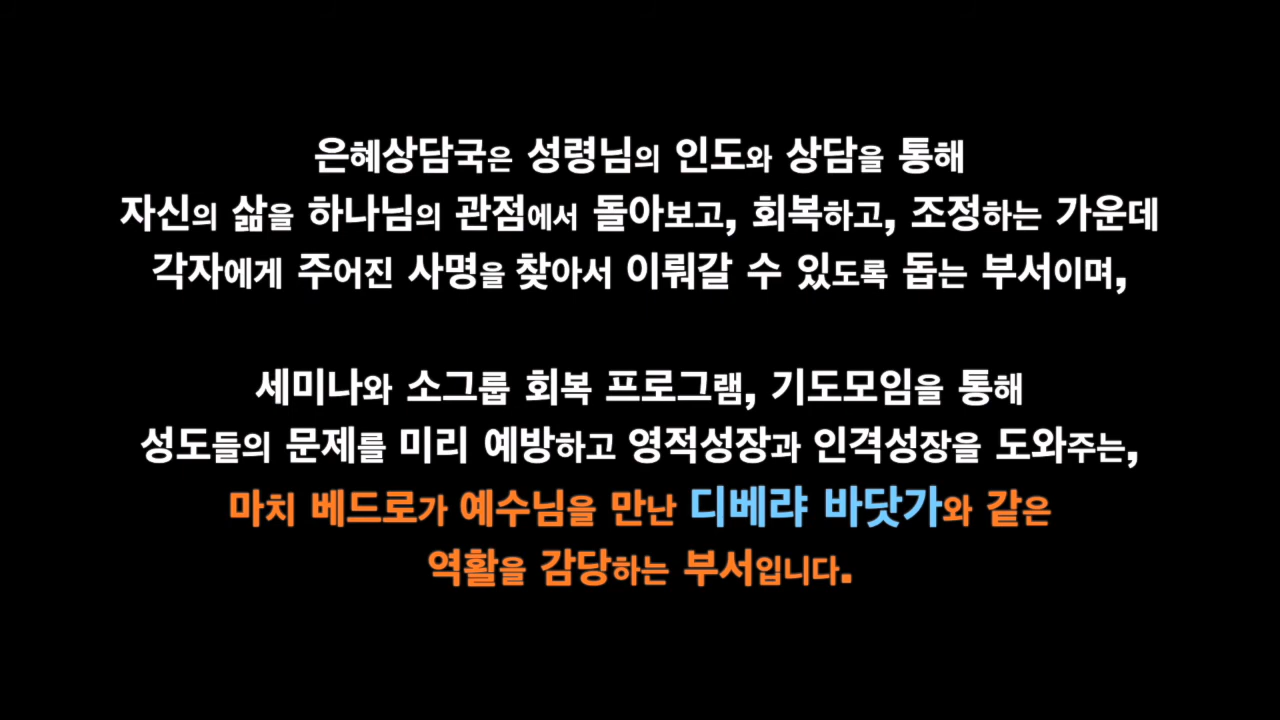 은혜상담국은 성령님의 인도와 상담을 통해
자신의 삶을 하나님의 관점에서 돌아보고, 회복하고, 조정하는 가운데
각자에게 주어진 사명을 찾아서 이뤄갈 수 있도록 돕는 부서이며,
세미나와 소그룹 회복 프로그램, 기도모임을 통해
성도들의 문제를 미리 예방하고 영적성장과 인격성장을 도와주는,
마치 베드로가 예수님을 만난 디베랴 바닷가와 같은
역활을 감당하는 부서입니다.